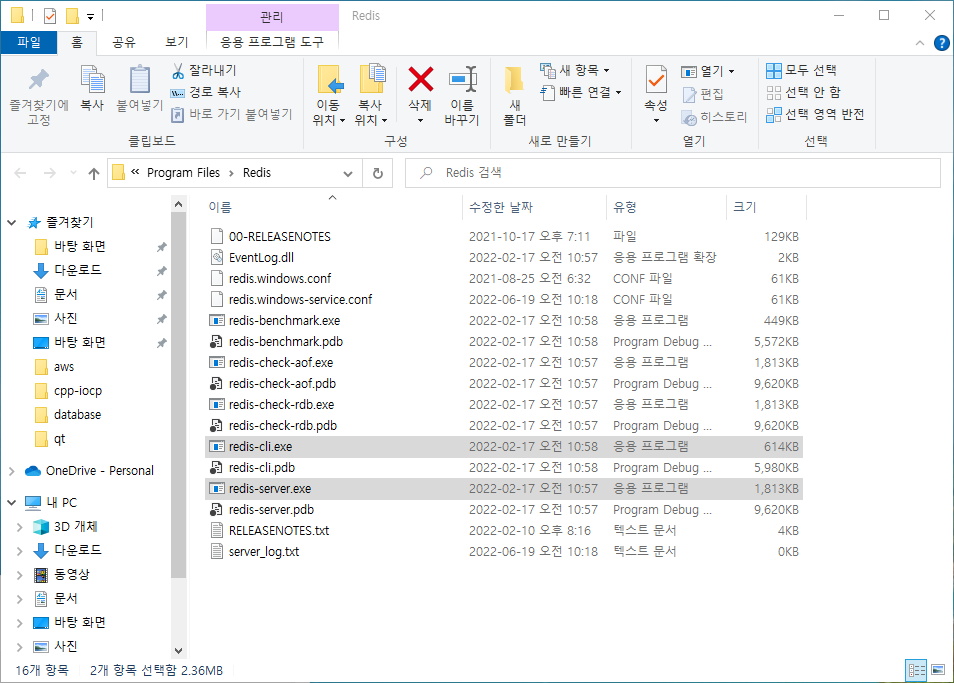 관리
Redis
파일
홈
공유
보기
응용 프로그램 도구
즐겨찾기에
고정
복사
붙여넣기
잘라내기
경로 복사
바로 가기 붙여넣기
클립보드
이동
위치
복사
위치
삭제
이름
바꾸기
구성
새
폴더
새 항목
빠른 연결
새로 만들기
속성
열기
편집
히스토리
열기
모두 선택
선택 안 함
선택 영역 반전
선택
« Program Files › Redis
Redis 검색
즐겨찾기
바탕 화면
다운로드
문서
사진
바탕 화면
aws
cpp-iocp
database
qt
OneDrive - Personal
내 PC
3D 개체
다운로드
동영상
문서
바탕 화면
사진
이름 수정한 날짜 유형 크기
00-RELEASENOTES 2021-10-17 오후 7:11 파일 129KB
EventLog.dll 2022-02-17 오전 10:57 응용 프로그램 확장 2KB
redis.windows.conf 2021-08-25 오전 6:32 CONF 파일 61KB
redis.windows-service.conf 2022-06-19 오전 10:18 CONF 파일 61KB
redis-benchmark.exe 2022-02-17 오전 10:58 응용 프로그램 449KB
redis-benchmark.pdb 2022-02-17 오전 10:58 Program Debug ... 5,572KB
redis-check-aof.exe 2022-02-17 오전 10:57 응용 프로그램 1,813KB
redis-check-aof.pdb 2022-02-17 오전 10:57 Program Debug ... 9,620KB
redis-check-rdb.exe 2022-02-17 오전 10:57 응용 프로그램 1,813KB
redis-check-rdb.pdb 2022-02-17 오전 10:57 Program Debug ... 9,620KB
redis-cli.exe 2022-02-17 오전 10:58 응용 프로그램 614KB
redis-cli.pdb 2022-02-17 오전 10:58 Program Debug ... 5,980KB
redis-server.exe 2022-02-17 오전 10:57 응용 프로그램 1,813KB
redis-server.pdb 2022-02-17 오전 10:57 Program Debug ... 9,620KB
RELEASENOTES.txt 2022-02-10 오후 8:16 텍스트 문서 4KB
server_log.txt 2022-06-19 오전 10:18 텍스트 문서 0KB
16개 항목
2개 항목 선택함 2.36MB